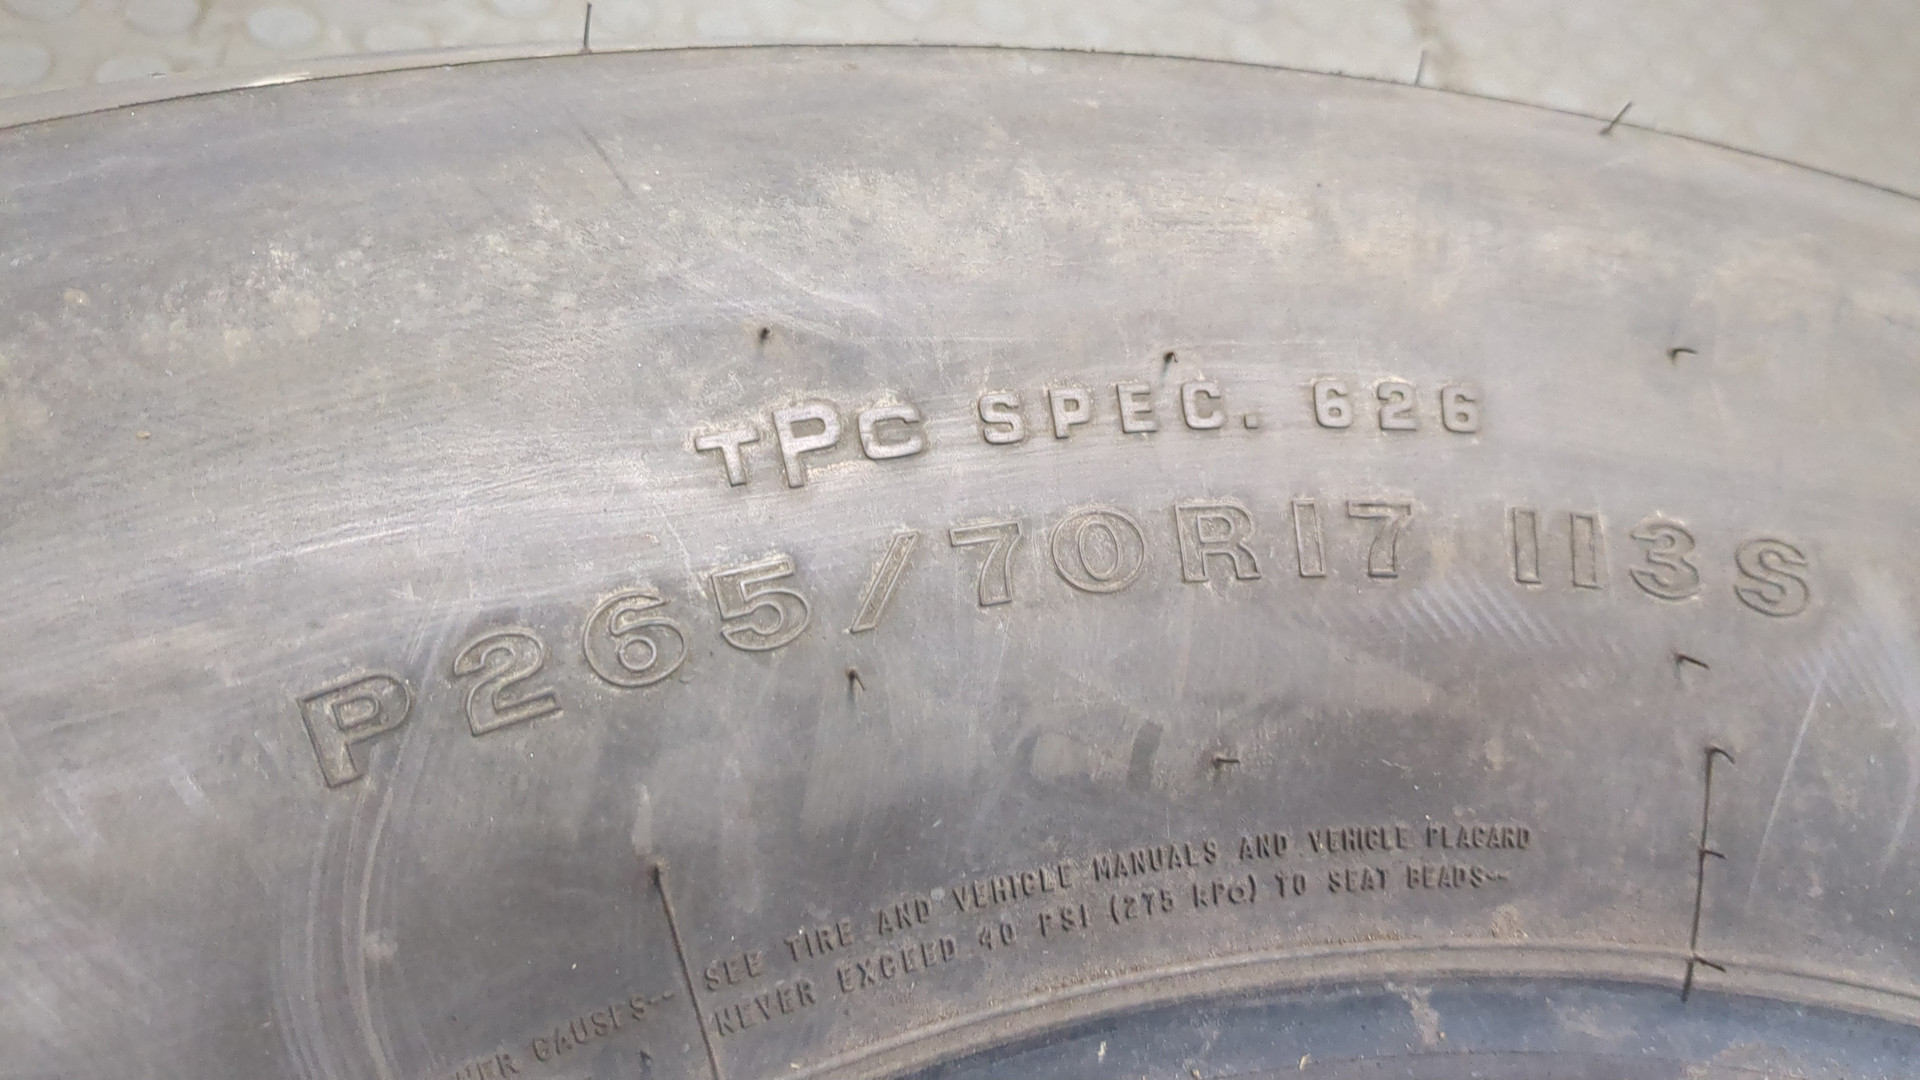 TPC SPEC. 626
P265/70R17 113S
SEE TIRE AND VEHICLE MANUALS AND VEHICLE PLACARD
CAUSES-- NEVER EXCEED 40 PSI (275 kPa) TO SEAT BEADS--